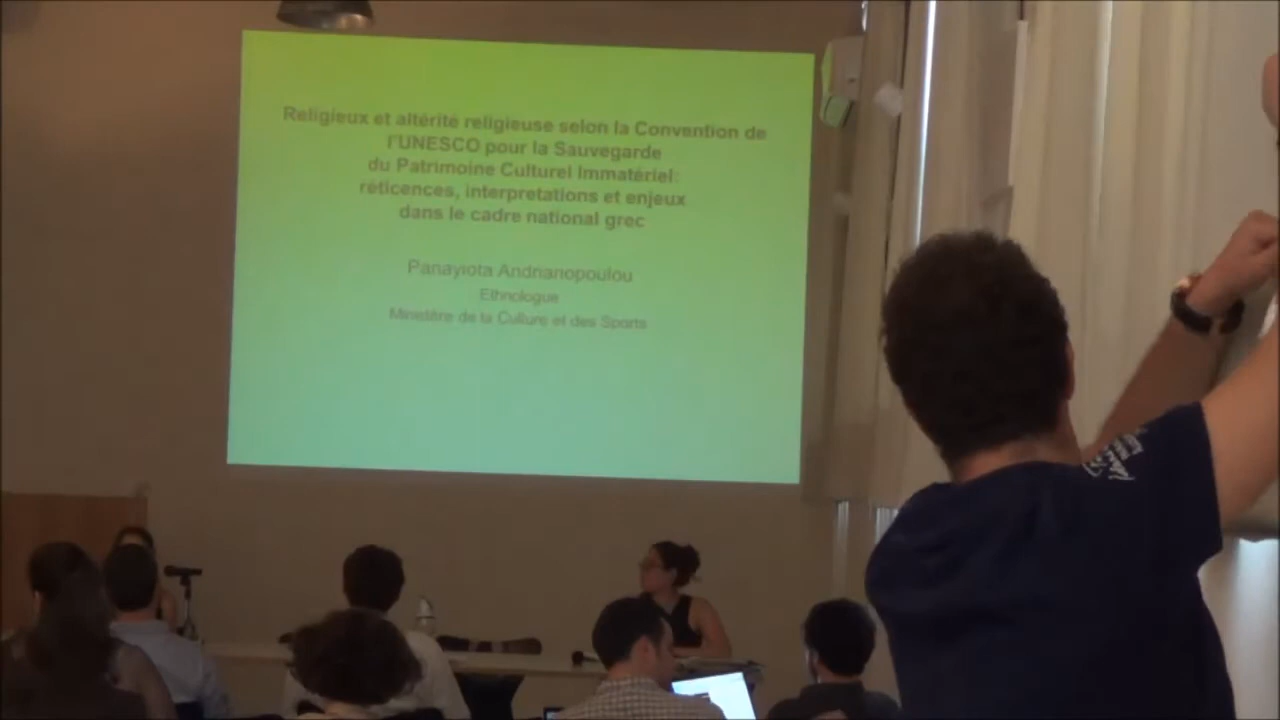 Religieux et altérité religieuse selon la Convention de
l'UNESCO pour la Sauvegarde
du Patrimoine Culturel Immatériel:
réticences, interpretations et enjeux
dans le cadre national grec
Panayiota Andrianopoulou
Ethnologue
Ministère de la Culture et des Sports